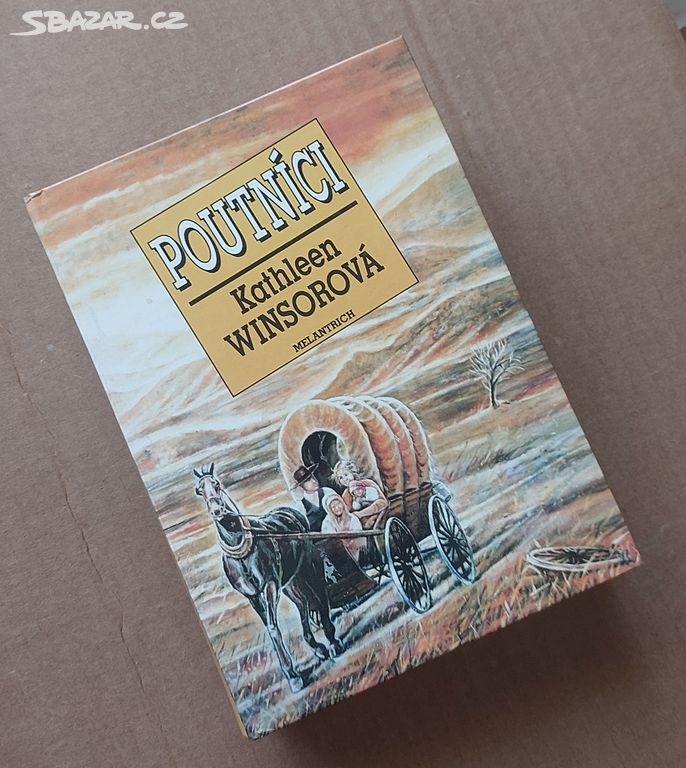 SBAZAR.CZ
POUTNÍCI
Kathleen
WINSOROVÁ
MELANTRICH